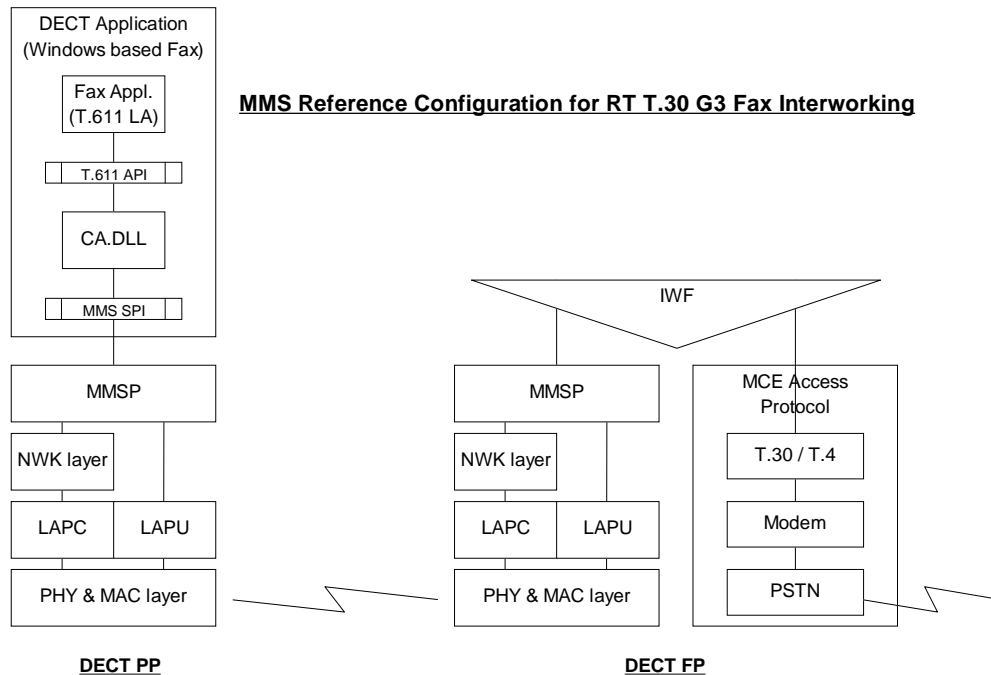 DECT Application
(Windows based Fax)
Fax Appl.
(T.611 LA)
MMS Reference Configuration for RT T.30 G3 Fax Interworking
T.611 API
CA.DLL
MMS SPI
IWF
MMSP
NWK layer
LAPC
LAPU
PHY & MAC layer
MMSP
NWK layer
LAPC
LAPU
PHY & MAC layer
MCE Access
Protocol
T.30 / T.4
Modem
PSTN
DECT PP
DECT FP